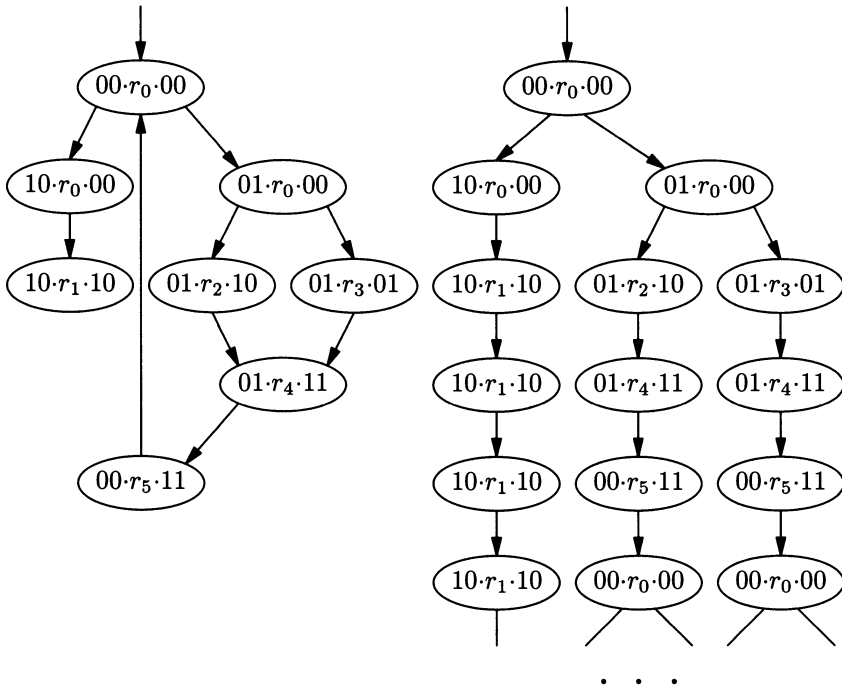 00·r₀·00 00·r₀·00
10·r₀·00 01·r₀·00 10·r₀·00 01·r₀·00
10·r₁·10 01·r₂·10 01·r₃·01 10·r₁·10 01·r₂·10 01·r₃·01
01·r₄·11 10·r₁·10 01·r₄·11 01·r₄·11
00·r₅·11 10·r₁·10 00·r₅·11 00·r₅·11
10·r₁·10 00·r₀·00 00·r₀·00
. . .